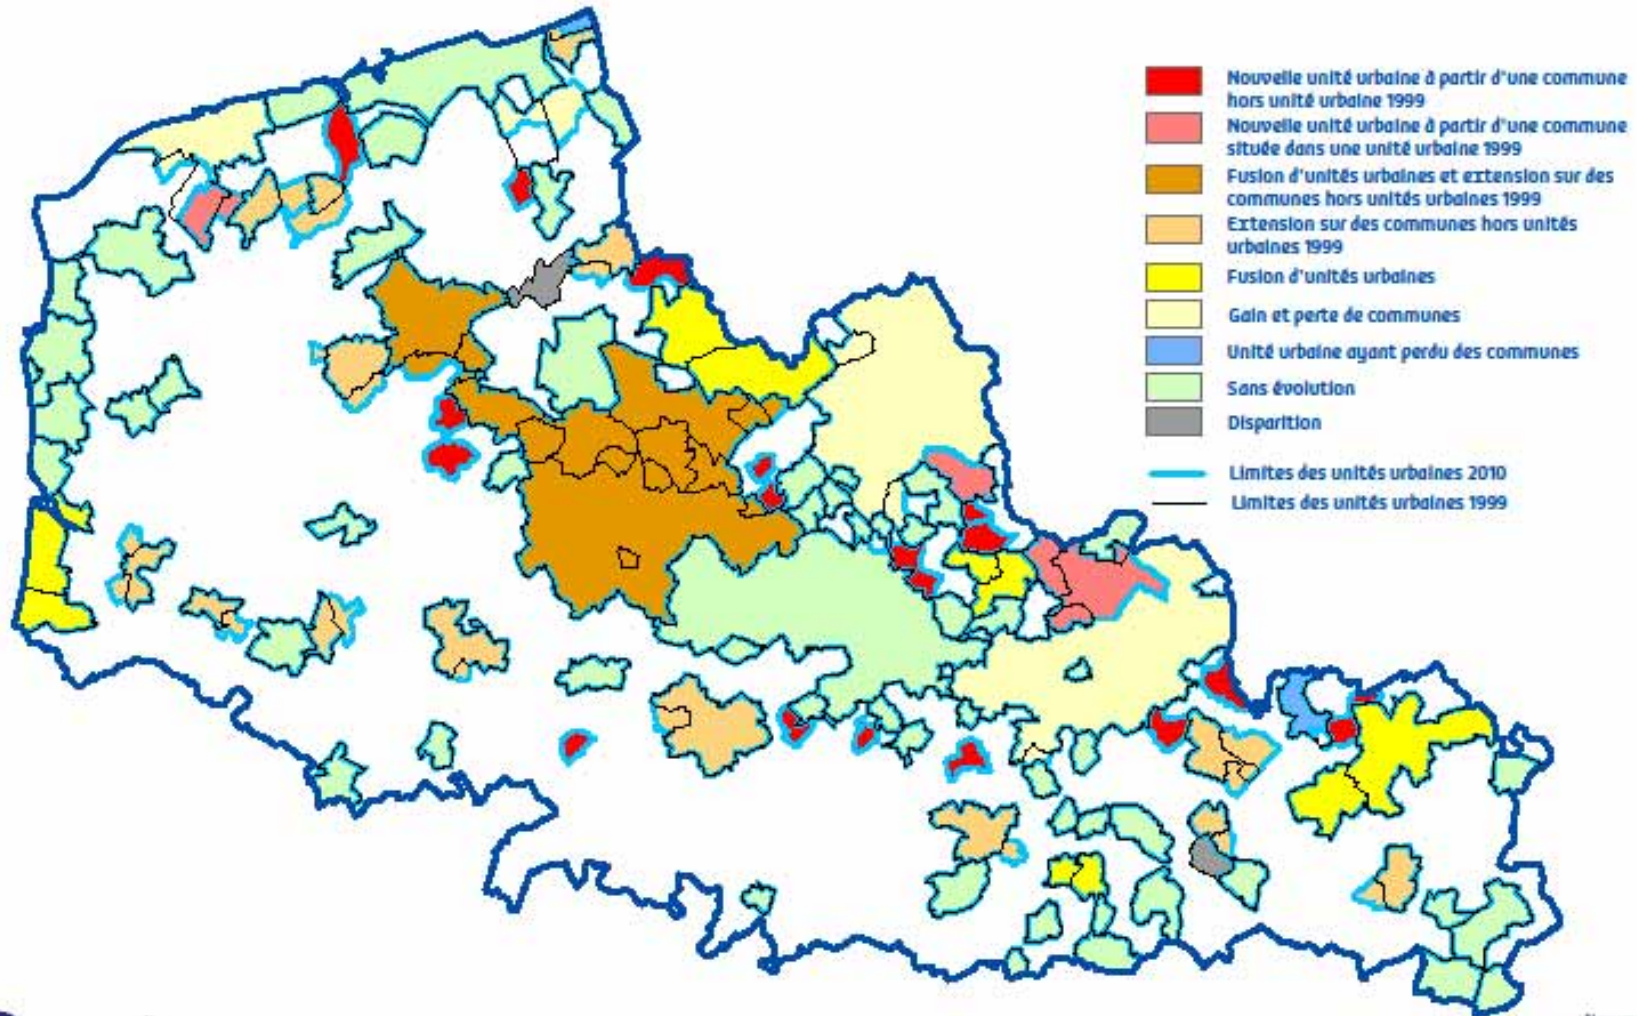 Nouvelle unité urbaine à partir d'une commune
hors unité urbaine 1999
Nouvelle unité urbaine à partir d'une commune
située dans une unité urbaine 1999
Fusion d'unités urbaines et extension sur des
communes hors unités urbaines 1999
Extension sur des communes hors unités
urbaines 1999
Fusion d'unités urbaines
Gain et perte de communes
Unité urbaine ayant perdu des communes
Sans évolution
Disparition
Limites des unités urbaines 2010
Limites des unités urbaines 1999